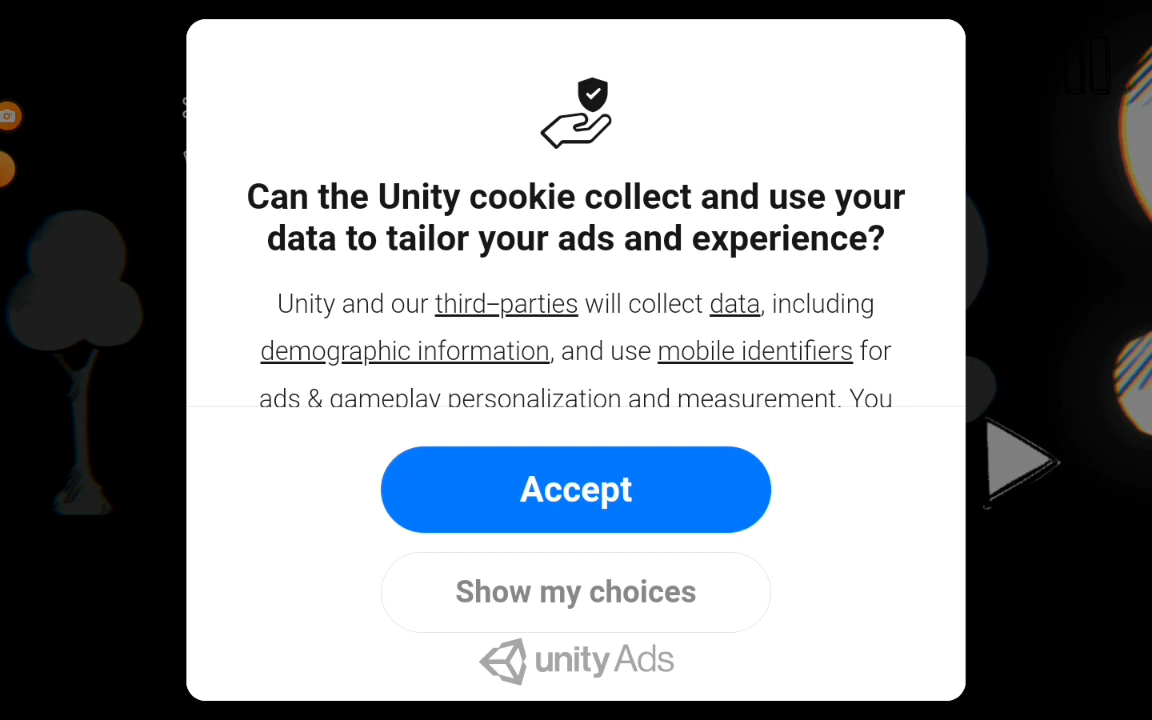 Can the Unity cookie collect and use your
data to tailor your ads and experience?
Unity and our third-parties will collect data, including
demographic information, and use mobile identifiers for
ads & gameplay personalization and measurement. You
Accept
Show my choices
unity Ads